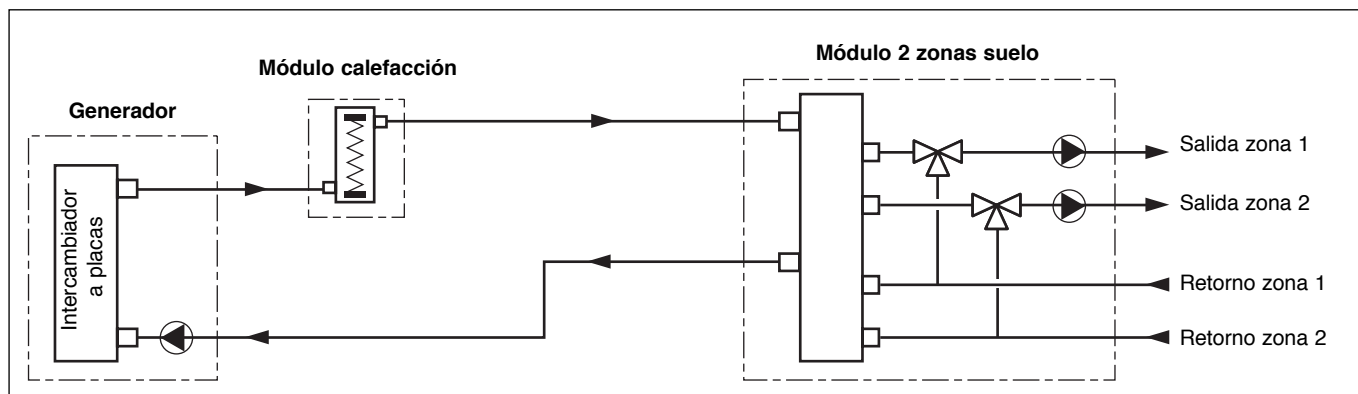 Módulo 2 zonas suelo
Módulo calefacción
Generador
Intercambiador
a placas
Salida zona 1
Salida zona 2
Retorno zona 1
Retorno zona 2